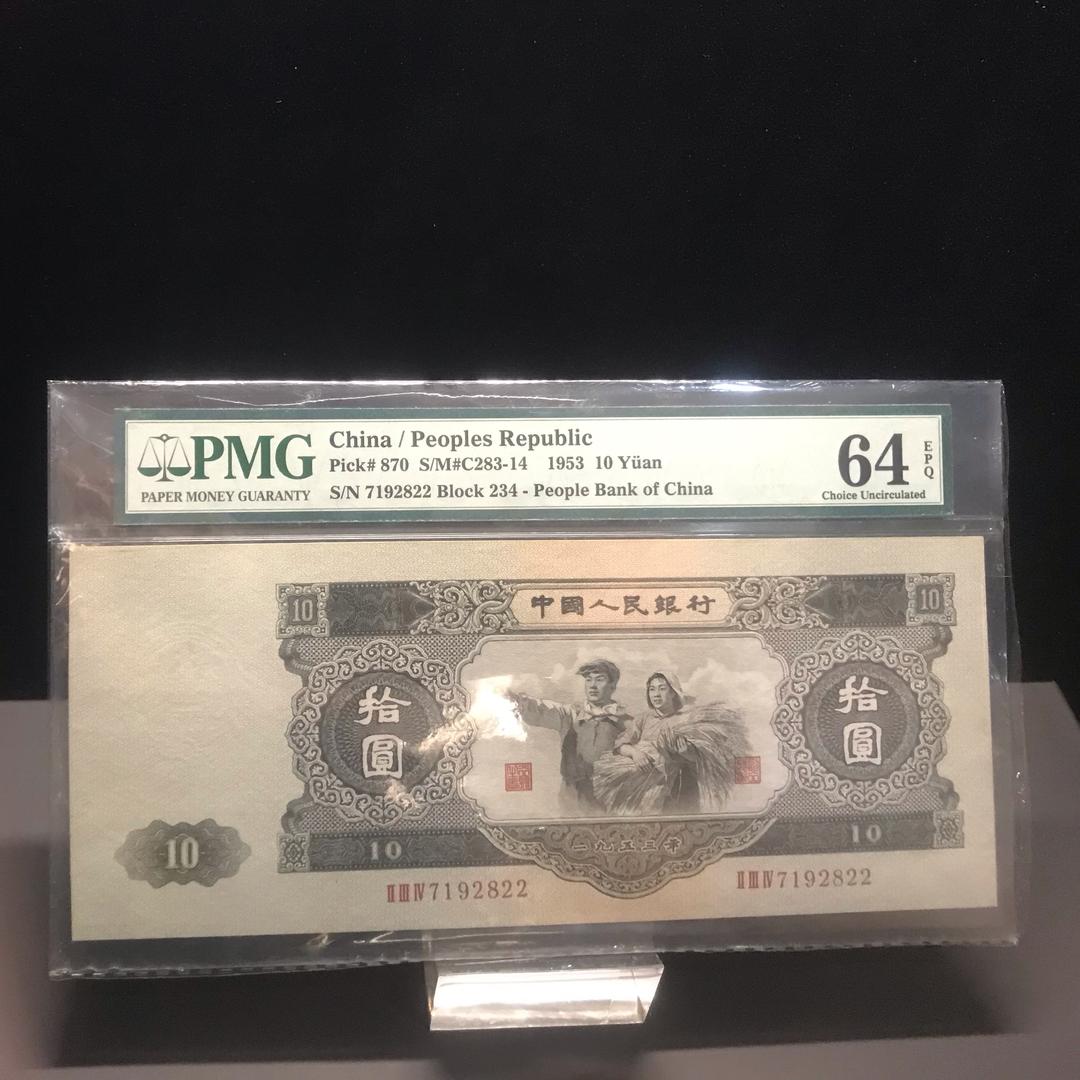 PMG
PAPER MONEY GUARANTY
China / Peoples Republic
Pick# 870 S/M#C283-14 1953 10 Yüan
S/N 7192822 Block 234 - People Bank of China
64
EPQ
Choice Uncirculated
10
中國人民銀行
10
拾圓
拾圓
10
10
二九五三年
10
ⅡⅢⅣ7192822
ⅡⅢⅣ7192822